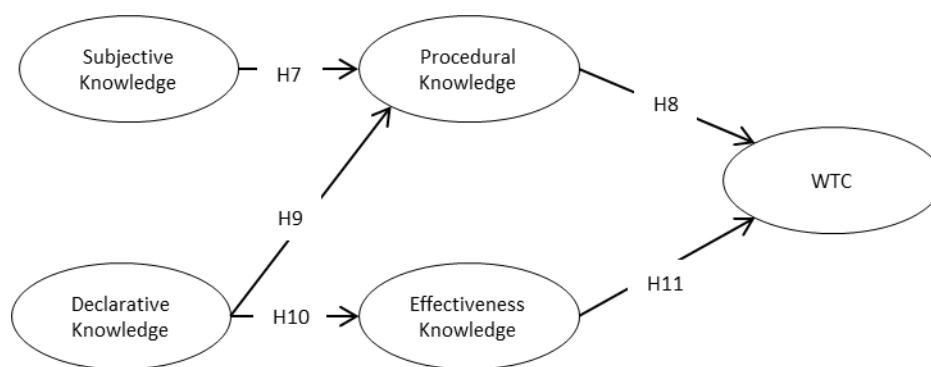 Subjective
Knowledge
H7
Procedural
Knowledge
H8
WTC
H9
Declarative
Knowledge
H10
Effectiveness
Knowledge
H11